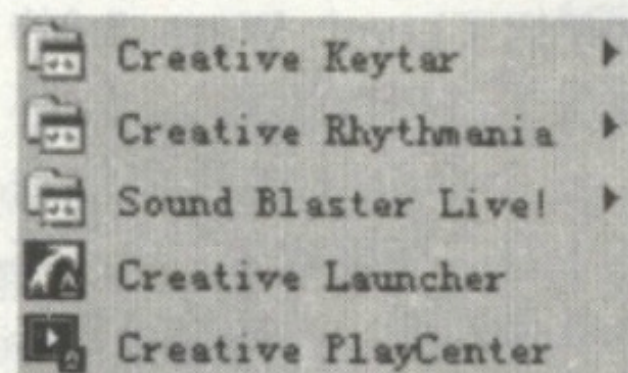 Creative Keytar
Creative Rhythmania
Sound Blaster Live!
Creative Launcher
Creative PlayCenter